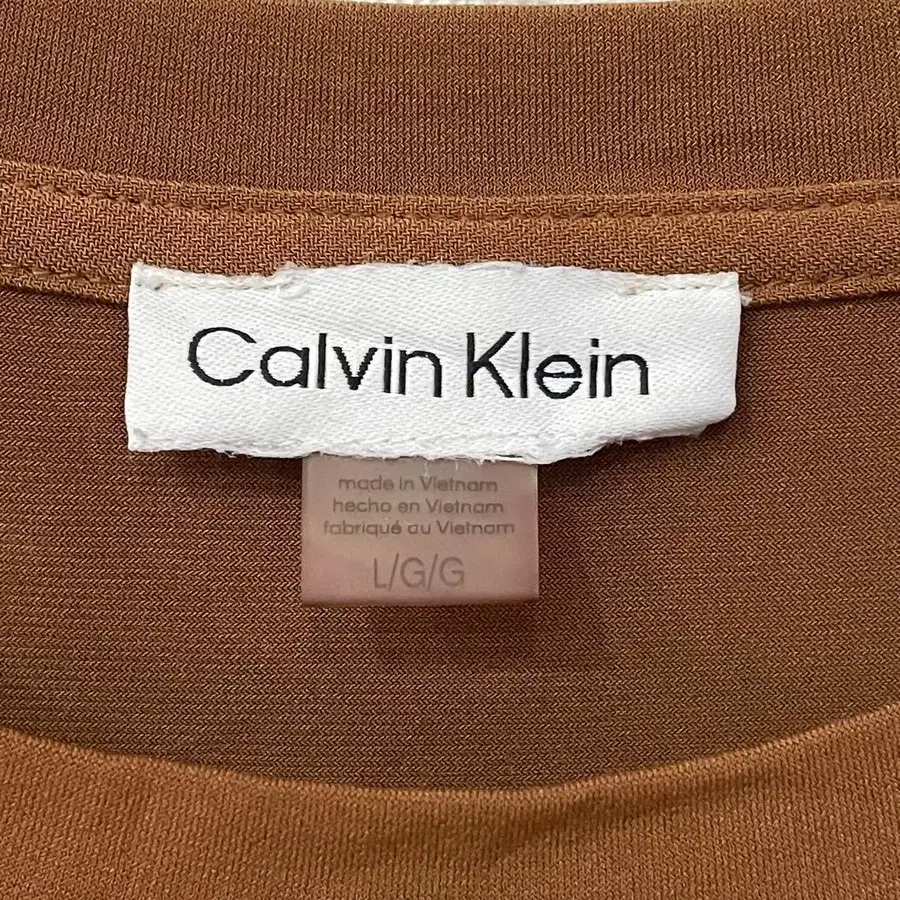 Calvin Klein
made in Vietnam
hecho en Vietnam
fabriqué au Vietnam
L/G/G